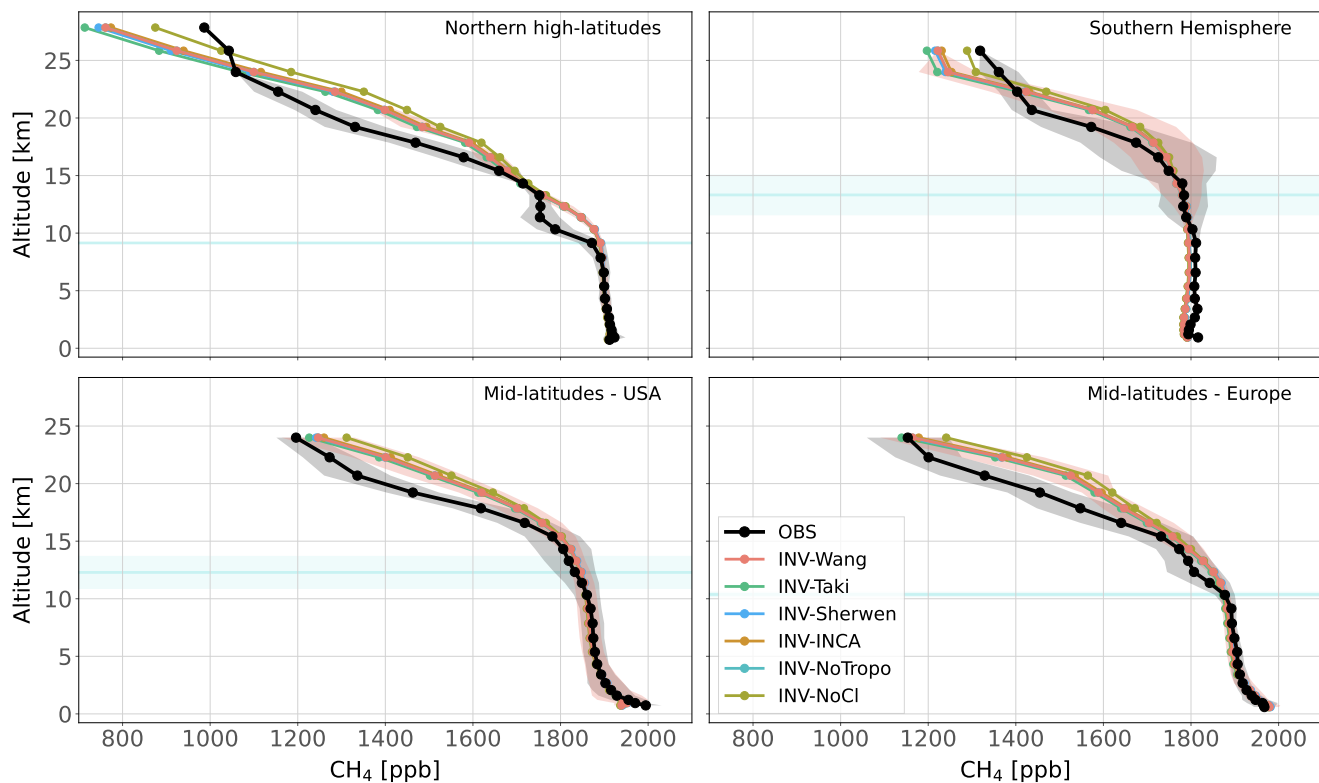 Northern high-latitudes
Southern Hemisphere
Altitude [km]
25
20
15
10
5
0
Mid-latitudes - USA
Mid-latitudes - Europe
Altitude [km]
25
20
15
10
5
0
OBS
INV-Wang
INV-Taki
INV-Sherwen
INV-INCA
INV-NoTropo
INV-NoCl
800 1000 1200 1400 1600 1800 2000
800 1000 1200 1400 1600 1800 2000
CH₄ [ppb]
CH₄ [ppb]